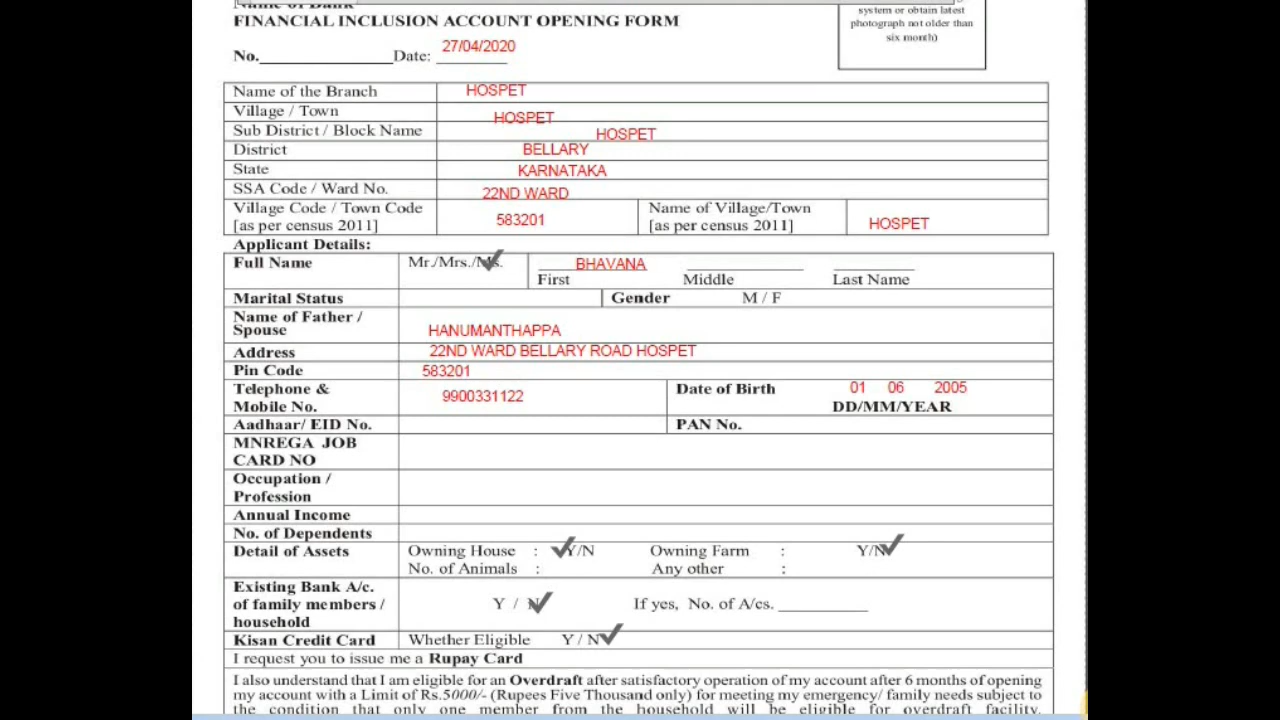 Name of Bank
system or obtain latest
FINANCIAL INCLUSION ACCOUNT OPENING FORM
photograph not older than
six month)
No.______________Date: 27/04/2020
Name of the Branch HOSPET
Village / Town HOSPET
Sub District / Block Name HOSPET
District BELLARY
State KARNATAKA
SSA Code / Ward No. 22ND WARD
Village Code / Town Code 583201 Name of Village/Town HOSPET
[as per census 2011] [as per census 2011]
Applicant Details:
Full Name Mr./Mrs./Ms. ✔ BHAVANA
First Middle Last Name
Marital Status Gender M / F
Name of Father /
Spouse HANUMANTHAPPA
Address 22ND WARD BELLARY ROAD HOSPET
Pin Code 583201
Telephone & 9900331122 Date of Birth 01 06 2005
Mobile No. DD/MM/YEAR
Aadhaar/ EID No. PAN No.
MNREGA JOB
CARD NO
Occupation /
Profession
Annual Income
No. of Dependents
Detail of Assets Owning House : ✔ Y/N Owning Farm : Y/N ✔
No. of Animals : Any other :
Existing Bank A/c.
of family members / Y / N ✔ If yes, No. of A/cs. __________
household
Kisan Credit Card Whether Eligible Y / N ✔
I request you to issue me a Rupay Card
I also understand that I am eligible for an Overdraft after satisfactory operation of my account after 6 months of opening
my account with a Limit of Rs.5000/- (Rupees Five Thousand only) for meeting my emergency/ family needs subject to
the condition that only one member from the household will be eligible for overdraft facility.